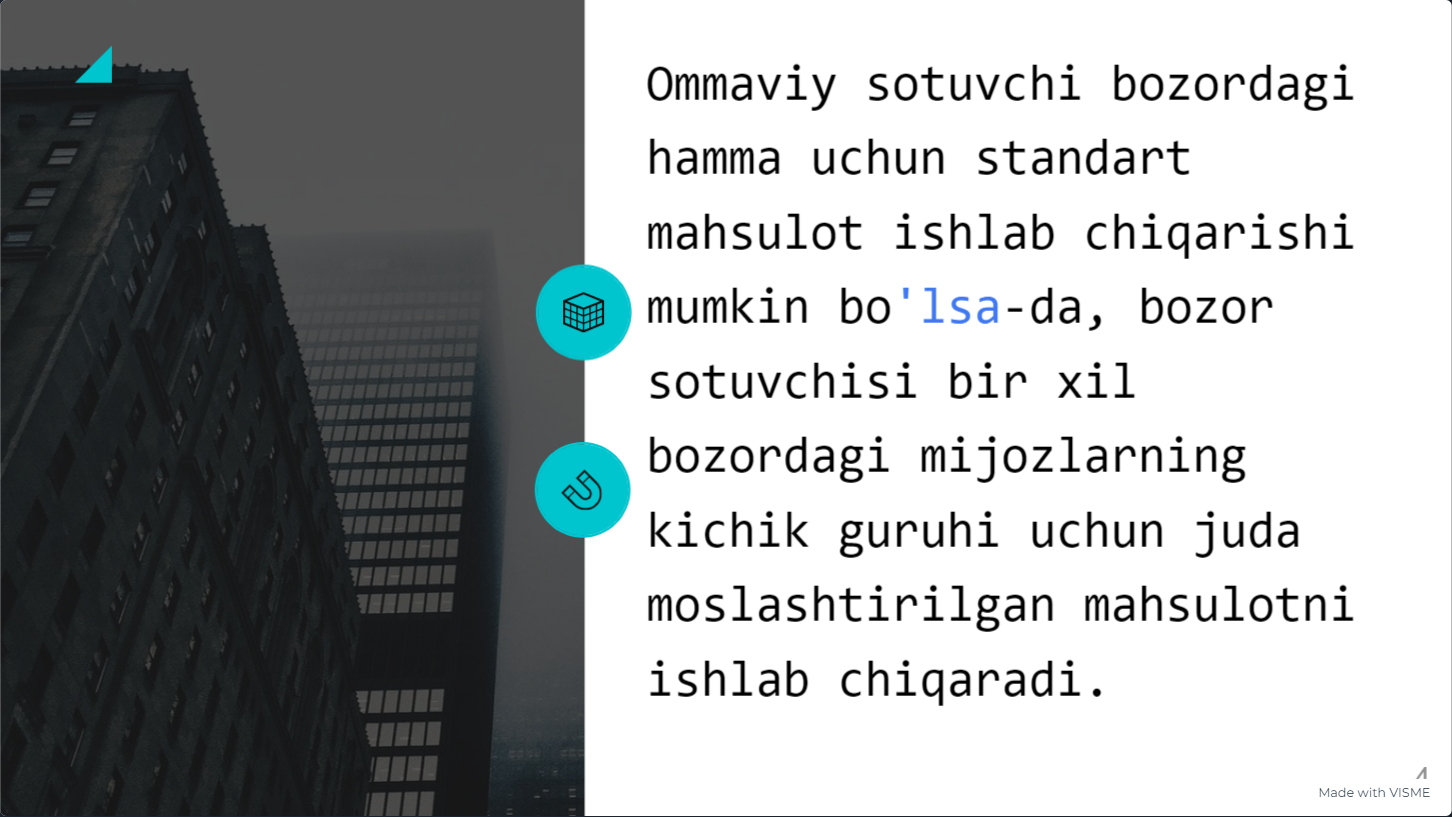 Ommaviy sotuvchi bozordagi
hamma uchun standart
mahsulot ishlab chiqarishi
mumkin bo'lsa-da, bozor
sotuvchisi bir xil
bozordagi mijozlarning
kichik guruhi uchun juda
moslashtirilgan mahsulotni
ishlab chiqaradi.
Made with VISME